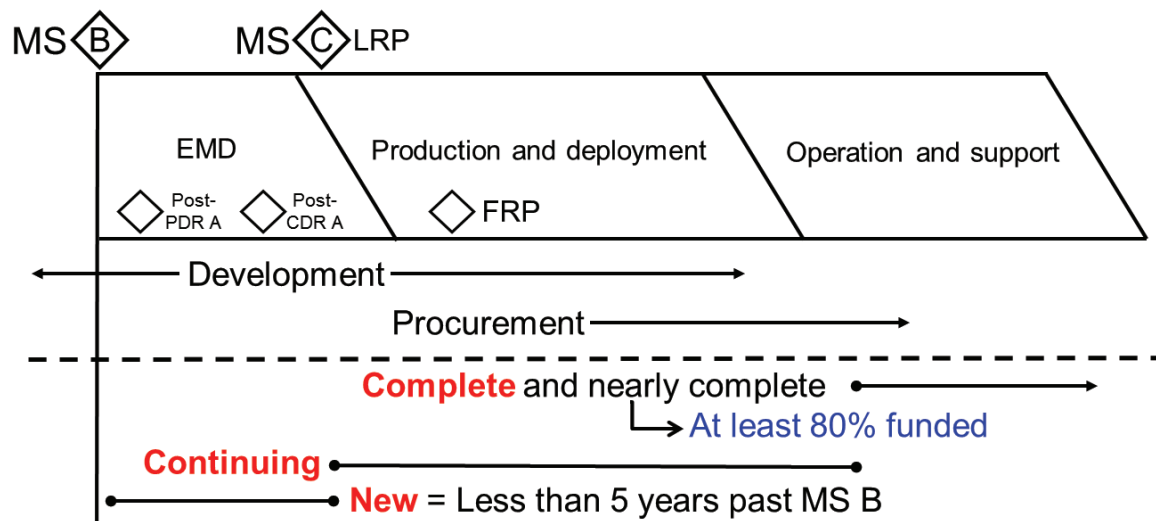 MS B
MS C LRP
EMD
Production and deployment
Operation and support
Post-
PDR A
Post-
CDR A
FRP
Development
Procurement
Complete and nearly complete
At least 80% funded
Continuing
New = Less than 5 years past MS B